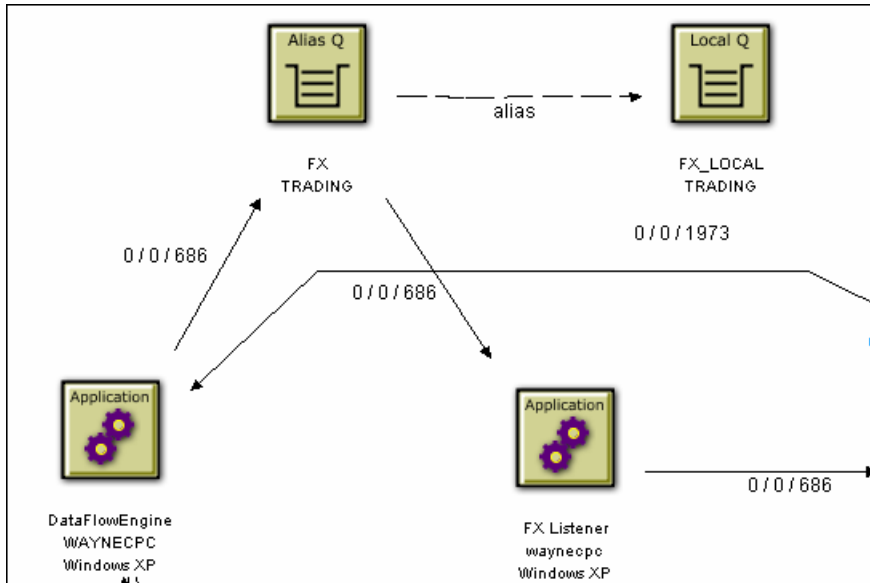 Alias Q
Local Q
alias
FX
TRADING
FX_LOCAL
TRADING
0/0/1973
0/0/686
0/0/686
Application
Application
0/0/686
DataFlowEngine
WAYNECPC
Windows XP
FX Listener
waynecpc
Windows XP